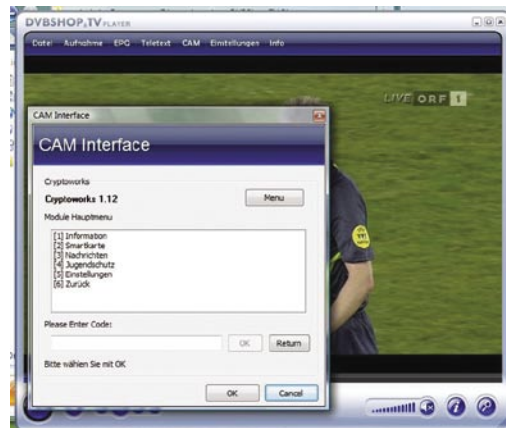 DVBSHOP.TV PLAYER
Datei Aufnahme EPG Teletext CAM Einstellungen Info
LIVE ORF 1
CAM Interface
CAM Interface
Cryptoworks
Cryptoworks 1.12
Menu
Module Hauptmenu
[1] Information
[2] Smartkarte
[3] Nachrichten
[4] Jugendschutz
[5] Einstellungen
[6] Zurück
Please Enter Code:
OK Return
Bitte wählen Sie mit OK
OK Cancel